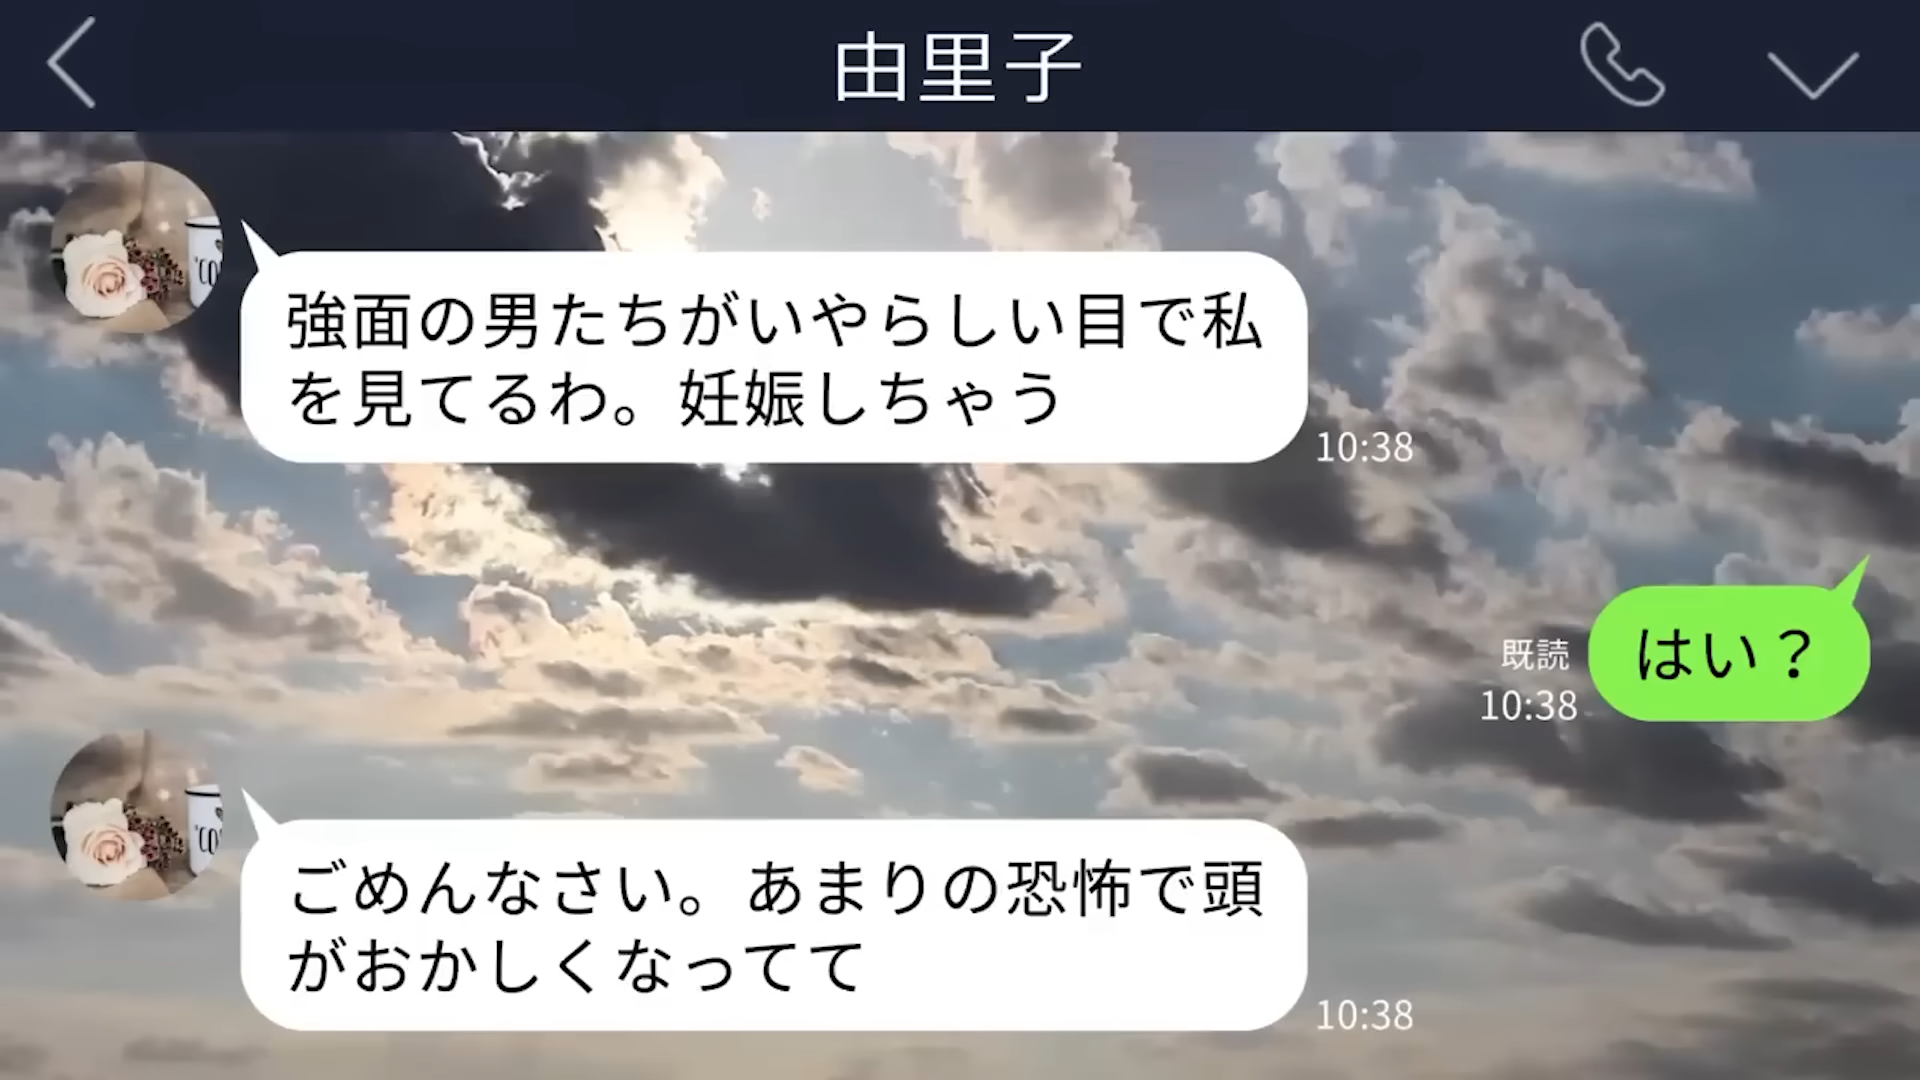 由里子
強面の男たちがいやらしい目で私
を見てるわ。妊娠しちゃう
10:38
はい？
既読
10:38
ごめんなさい。あまりの恐怖で頭
がおかしくなってて
10:38